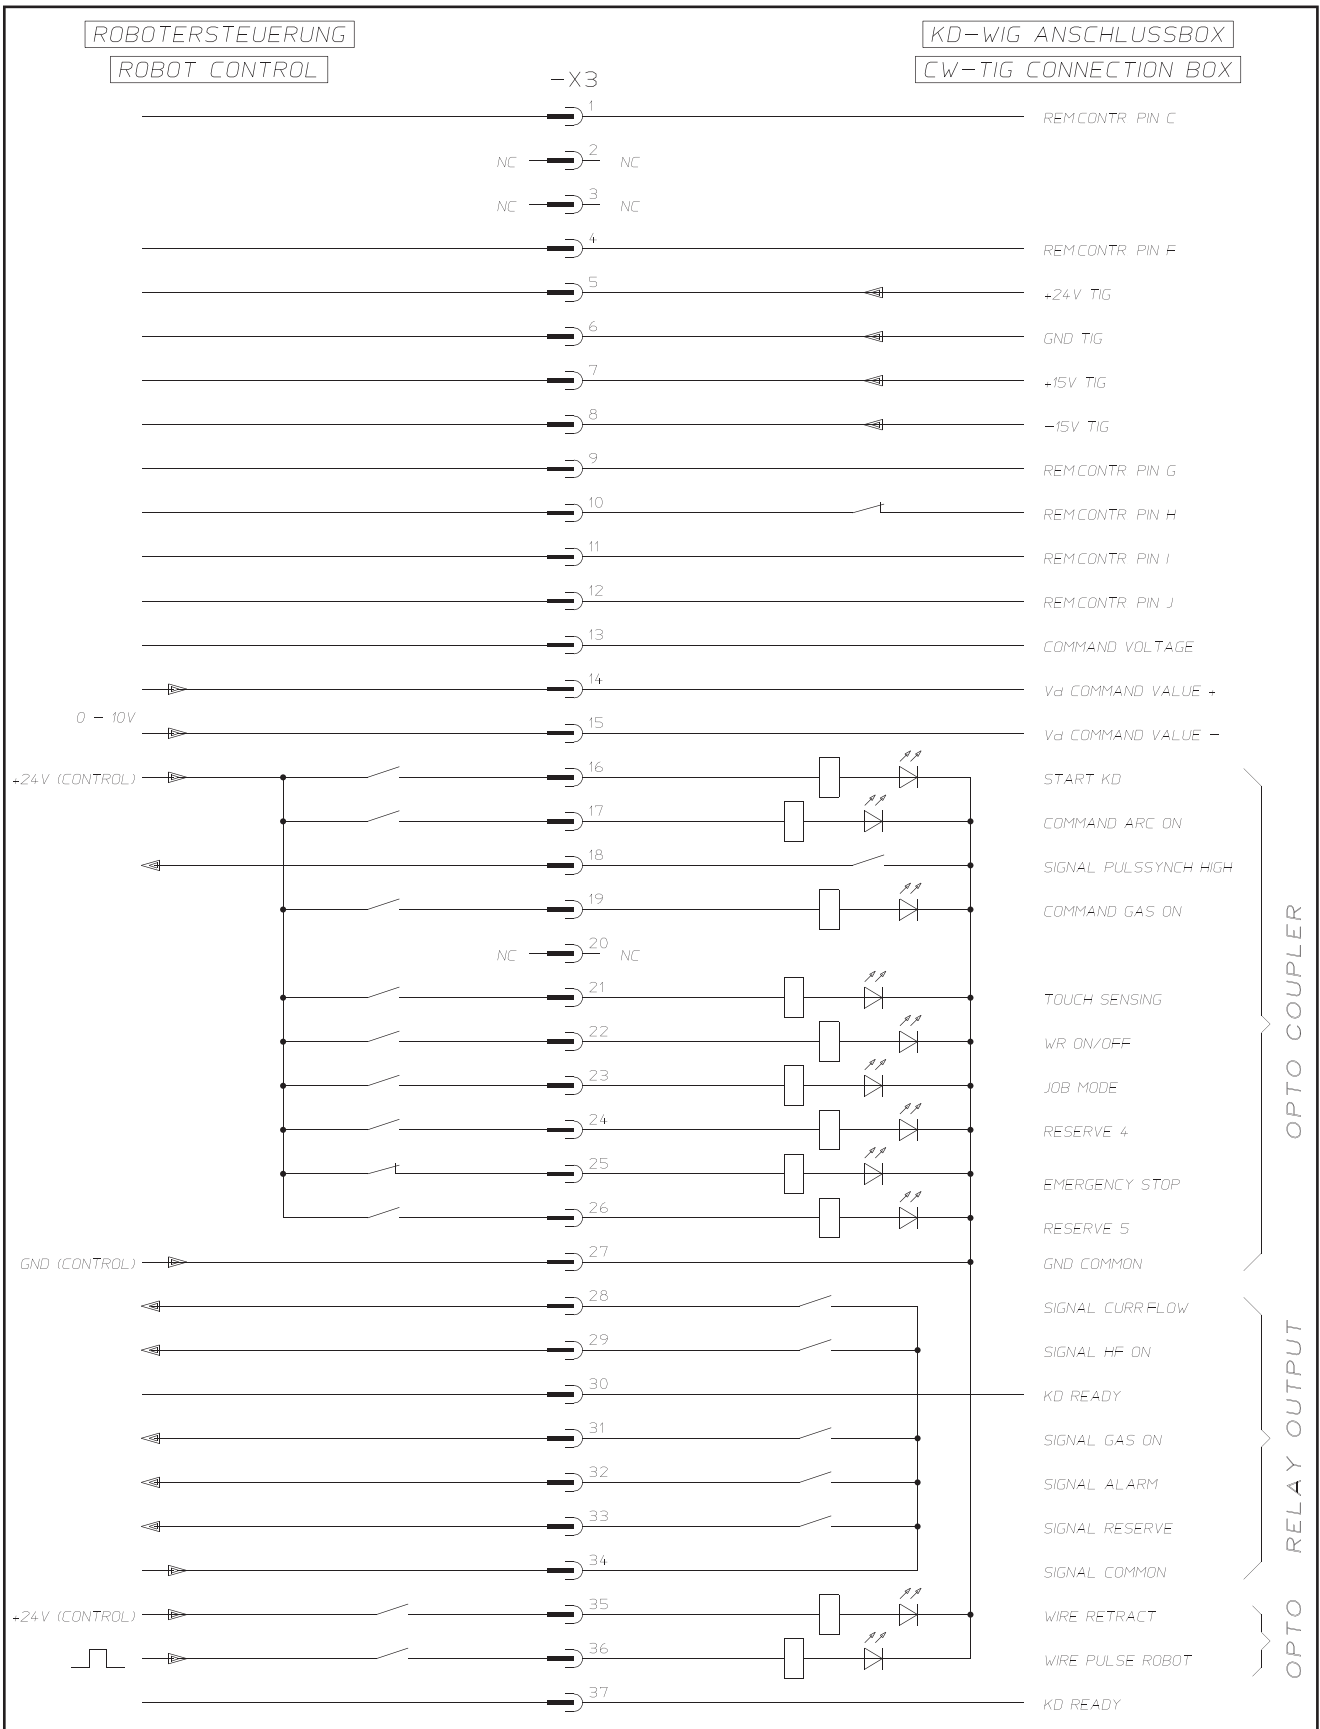 ROBOTERSTEUERUNG
KD-WIG ANSCHLUSSBOX
ROBOT CONTROL
CW-TIG CONNECTION BOX
-X3
1 REMCONTR PIN C
NC 2 NC
NC 3 NC
4 REMCONTR PIN F
5 +24V TIG
6 GND TIG
7 +15V TIG
8 -15V TIG
9 REMCONTR PIN G
10 REMCONTR PIN H
11 REMCONTR PIN I
12 REMCONTR PIN J
13 COMMAND VOLTAGE
14 Vd COMMAND VALUE +
0 - 10V
15 Vd COMMAND VALUE -
+24V (CONTROL) 16 START KD
17 COMMAND ARC ON
18 SIGNAL PULSSYNCH HIGH
19 COMMAND GAS ON
NC 20 NC
21 TOUCH SENSING
22 WR ON/OFF
23 JOB MODE
24 RESERVE 4
25 EMERGENCY STOP
26 RESERVE 5
GND (CONTROL) 27 GND COMMON
OPTO COUPLER
28 SIGNAL CURRFLOW
29 SIGNAL HF ON
30 KD READY
31 SIGNAL GAS ON
32 SIGNAL ALARM
33 SIGNAL RESERVE
34 SIGNAL COMMON
RELAY OUTPUT
+24V (CONTROL) 35 WIRE RETRACT
36 WIRE PULSE ROBOT
OPTO
37 KD READY